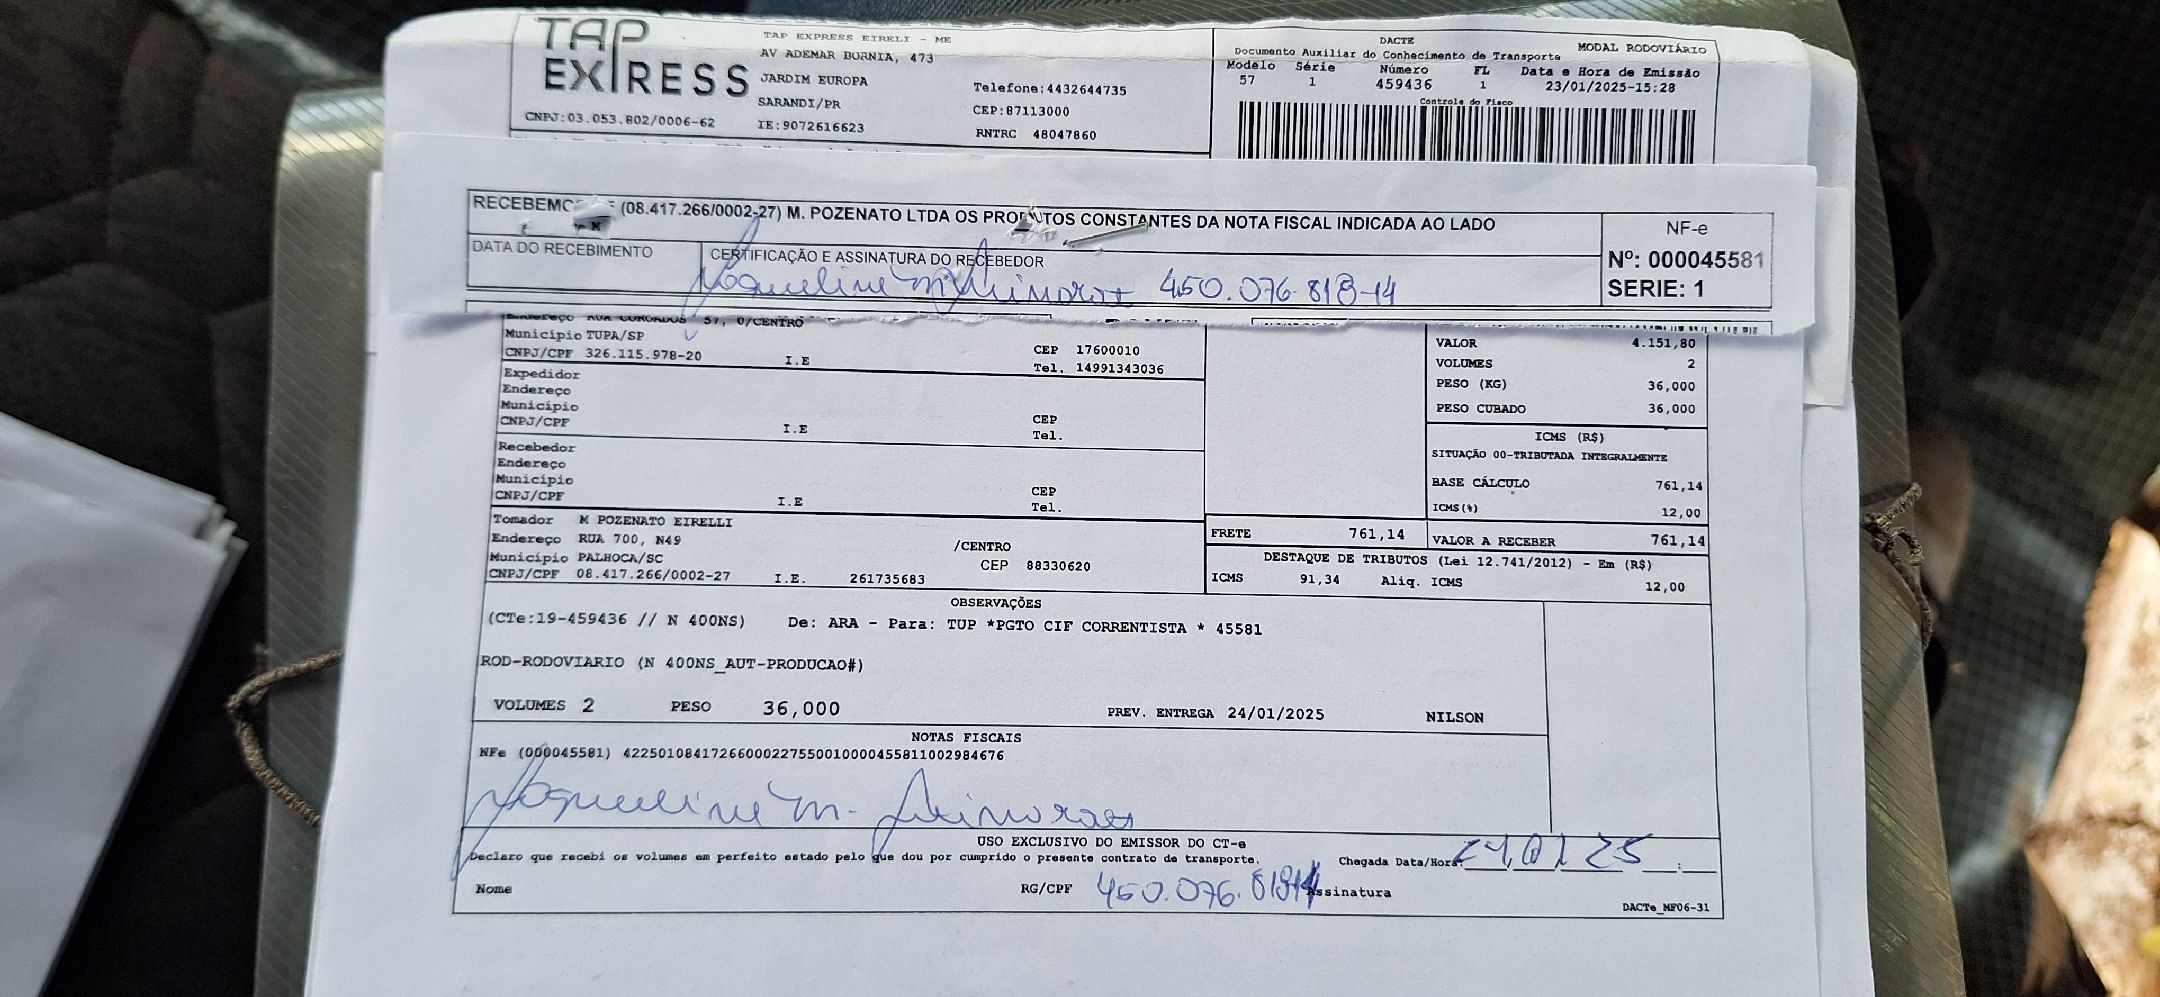 TAP EXPRESS
TAP EXPRESS EIRELI - ME
AV ADEMAR BORNIA, 473
JARDIM EUROPA
Telefone:4432644735
SARANDI/PR
CEP:87113000
CNPJ:03.053.802/0006-62
IE:9072616623
RNTRC 48047860
DACTE
MODAL RODOVIÁRIO
Documento Auxiliar do Conhecimento de Transporte
Modelo Série Número FL Data e Hora de Emissão
57 1 459436 1 23/01/2025-15:28
Controle do Fisco
RECEBEMO (08.417.266/0002-27) M. POZENATO LTDA OS PRODUTOS CONSTANTES DA NOTA FISCAL INDICADA AO LADO
DATA DO RECEBIMENTO
CERTIFICAÇÃO E ASSINATURA DO RECEBEDOR
Jaqueline m 450.076.818-14
NF-e
Nº: 000045581
SERIE: 1
Endereço RUA COROADOS 57, 0/CENTRO
Município TUPA/SP
CEP 17600010
CNPJ/CPF 326.115.978-20 I.E
Tel. 14991343036
Expedidor
Endereço
Município
CEP
CNPJ/CPF I.E
Tel.
Recebedor
Endereço
Município
CEP
CNPJ/CPF I.E
Tel.
Tomador M POZENATO EIRELLI
Endereço RUA 700, N49 /CENTRO
Município PALHOCA/SC CEP 88330620
CNPJ/CPF 08.417.266/0002-27 I.E. 261735683
VALOR 4.151,80
VOLUMES 2
PESO (KG) 36,000
PESO CUBADO 36,000
ICMS (R$)
SITUAÇÃO 00-TRIBUTADA INTEGRALMENTE
BASE CÁLCULO 761,14
ICMS(%) 12,00
FRETE 761,14 VALOR A RECEBER 761,14
DESTAQUE DE TRIBUTOS (Lei 12.741/2012) - Em (R$)
ICMS 91,34 Aliq. ICMS 12,00
OBSERVAÇÕES
(CTe:19-459436 // N 400NS) De: ARA - Para: TUP *PGTO CIF CORRENTISTA * 45581
ROD-RODOVIARIO (N 400NS_AUT-PRODUCAO#)
VOLUMES 2 PESO 36,000 PREV. ENTREGA 24/01/2025 NILSON
NOTAS FISCAIS
NFe (000045581) 42250108417266000227550010000455811002984676
Jaqueline m.
USO EXCLUSIVO DO EMISSOR DO CT-e
Declaro que recebi os volumes em perfeito estado pelo que dou por cumprido o presente contrato de transporte.
Chegada Data/Hora: 24,01,25
Nome RG/CPF 450.076.81814 Assinatura
DACTe_MF06-31